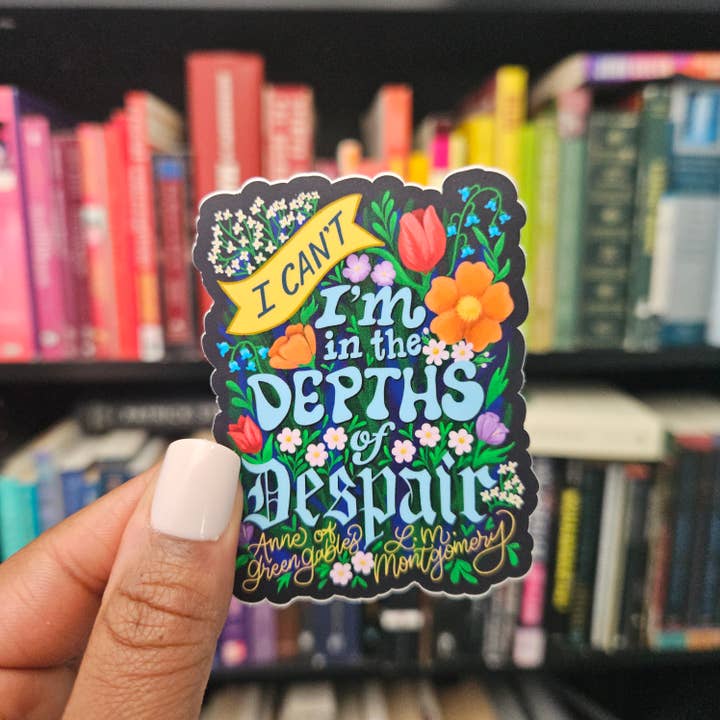 I CAN'T
I'm
in the
DEPTHS
of
Despair
Anne of
green gables
L.M.
Montgomery